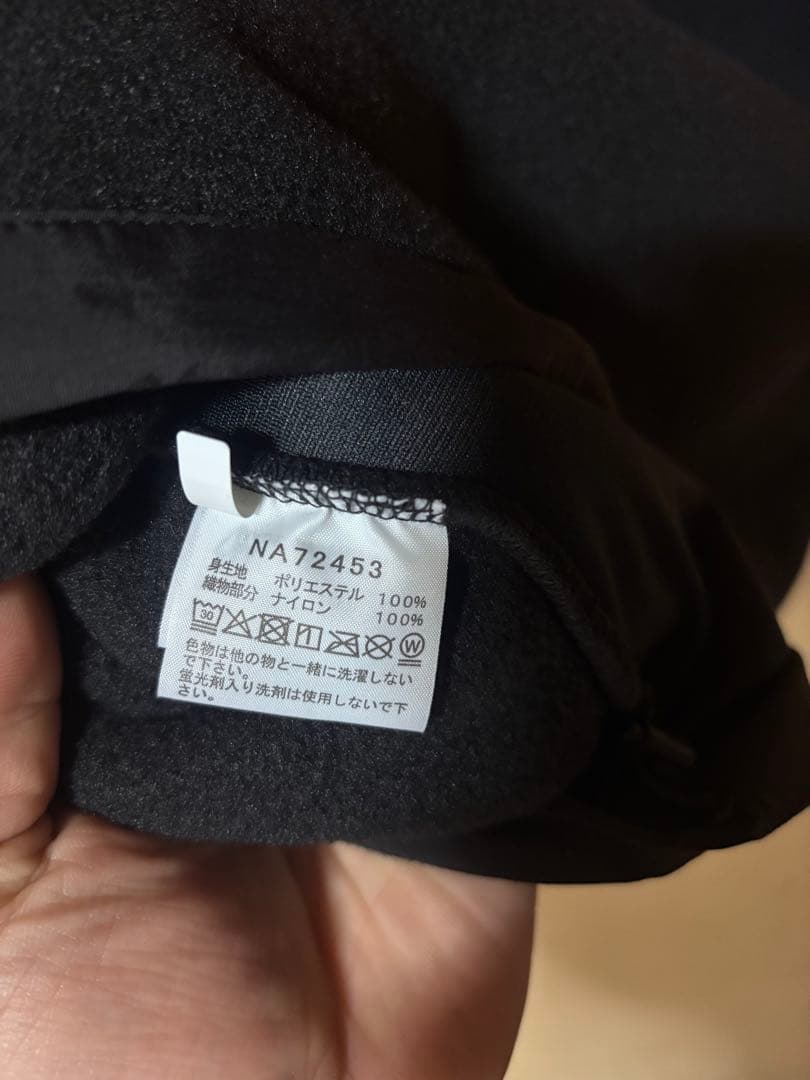 NA72453
身生地 ポリエステル 100%
織物部分 ナイロン 100%
30
色物は他の物と一緒に洗濯しない
で下さい。
蛍光剤入り洗剤は使用しないで下
さい。